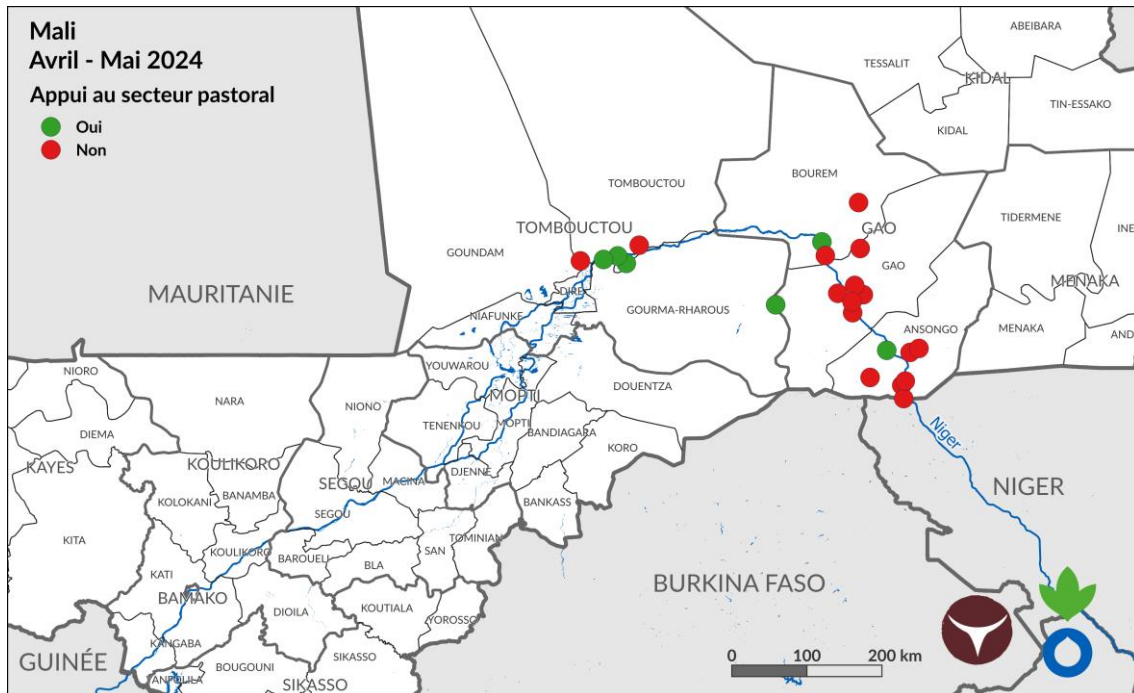 Mali
Avril - Mai 2024
Appui au secteur pastoral
Oui
Non
ABEIBARA
TESSALIT
KIDAL
TIN-ESSAKO
KIDAL
TOMBOUCTOU
BOUREM
TIDERMENE
TOMBOUCTOU
GAO
GOUNDAM
GAO
MENAKA
MAURITANIE
DIRE
NIAFUNKE
GOURMA-RHAROUS
ANSONGO
MENAKA
AND
NIORO
YOUWAROU
DOUENTZA
NARA
NIONO
MOPTI
TENENKOU
MOPTI
BANDIAGARA
DIEMA
KORO
Niger
KAYES
KOULIKORO
SEGOU
MACINA
DJENNE
KOLOKANI
BANAMBA
BANKASS
NIGER
SEGOU
KITA
KOULIKORO
BAROUELI
SAN
TOMINIAN
KATI
BLA
BURKINA FASO
BAMAKO
DIOILA
KOUTIALA
YOROSSO
KANGABA
GUINÉE
BOUGOUNI
SIKASSO
SIKASSO
0 100 200 km